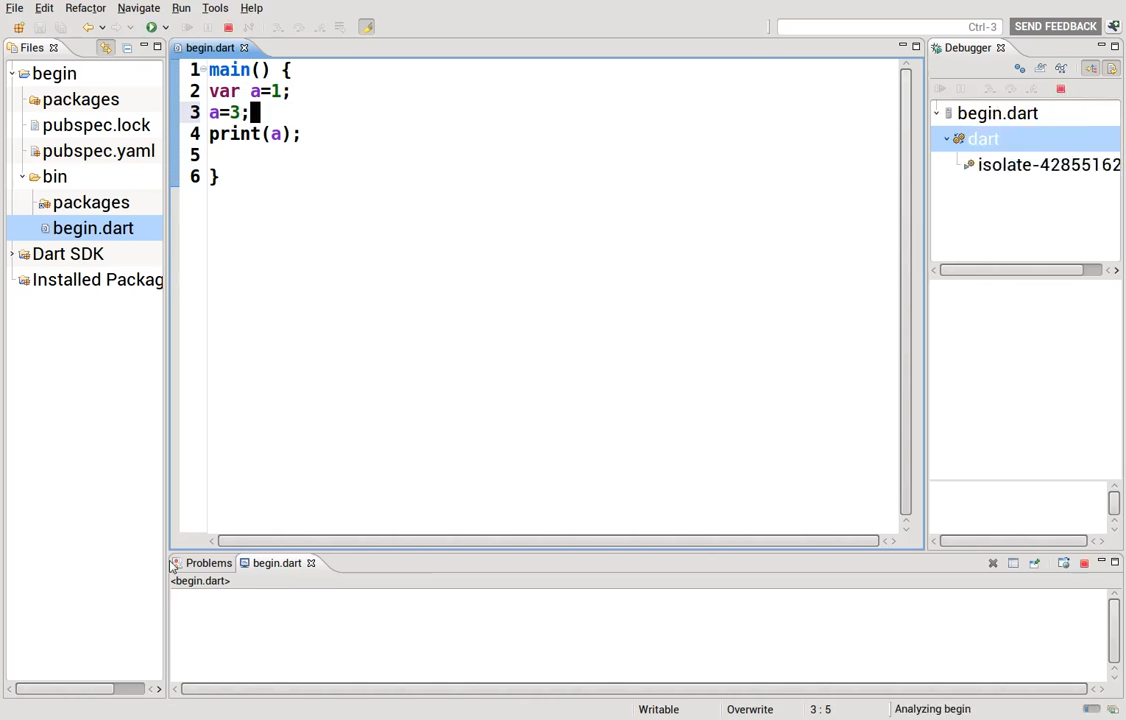 File Edit Refactor Navigate Run Tools Help
Ctrl-3 SEND FEEDBACK
Files
begin
packages
pubspec.lock
pubspec.yaml
bin
packages
begin.dart
Dart SDK
Installed Packag
begin.dart
1 main() {
2 var a=1;
3 a=3;
4 print(a);
5
6 }
Debugger
begin.dart
dart
isolate-42855162
Problems begin.dart
<begin.dart>
Writable Overwrite 3 : 5 Analyzing begin